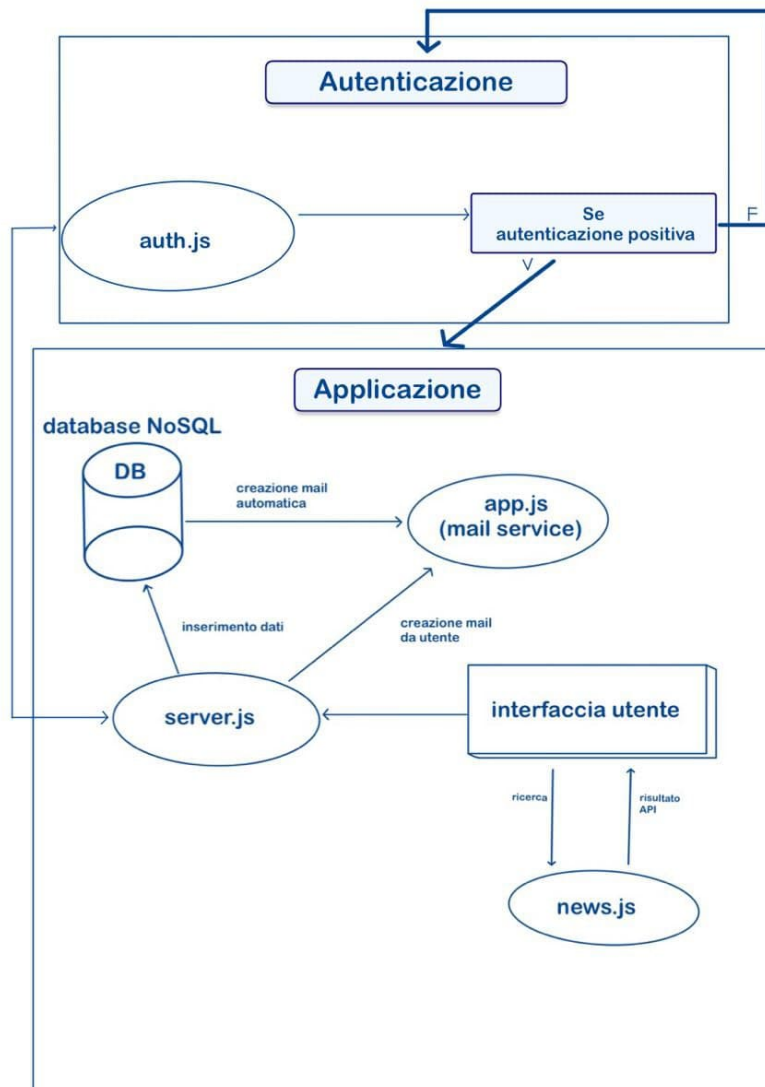 Autenticazione
auth.js
Se
autenticazione positiva
F
V
Applicazione
database NoSQL
DB
creazione mail
automatica
app.js
(mail service)
inserimento dati
creazione mail
da utente
server.js
interfaccia utente
ricerca
risultato
API
news.js